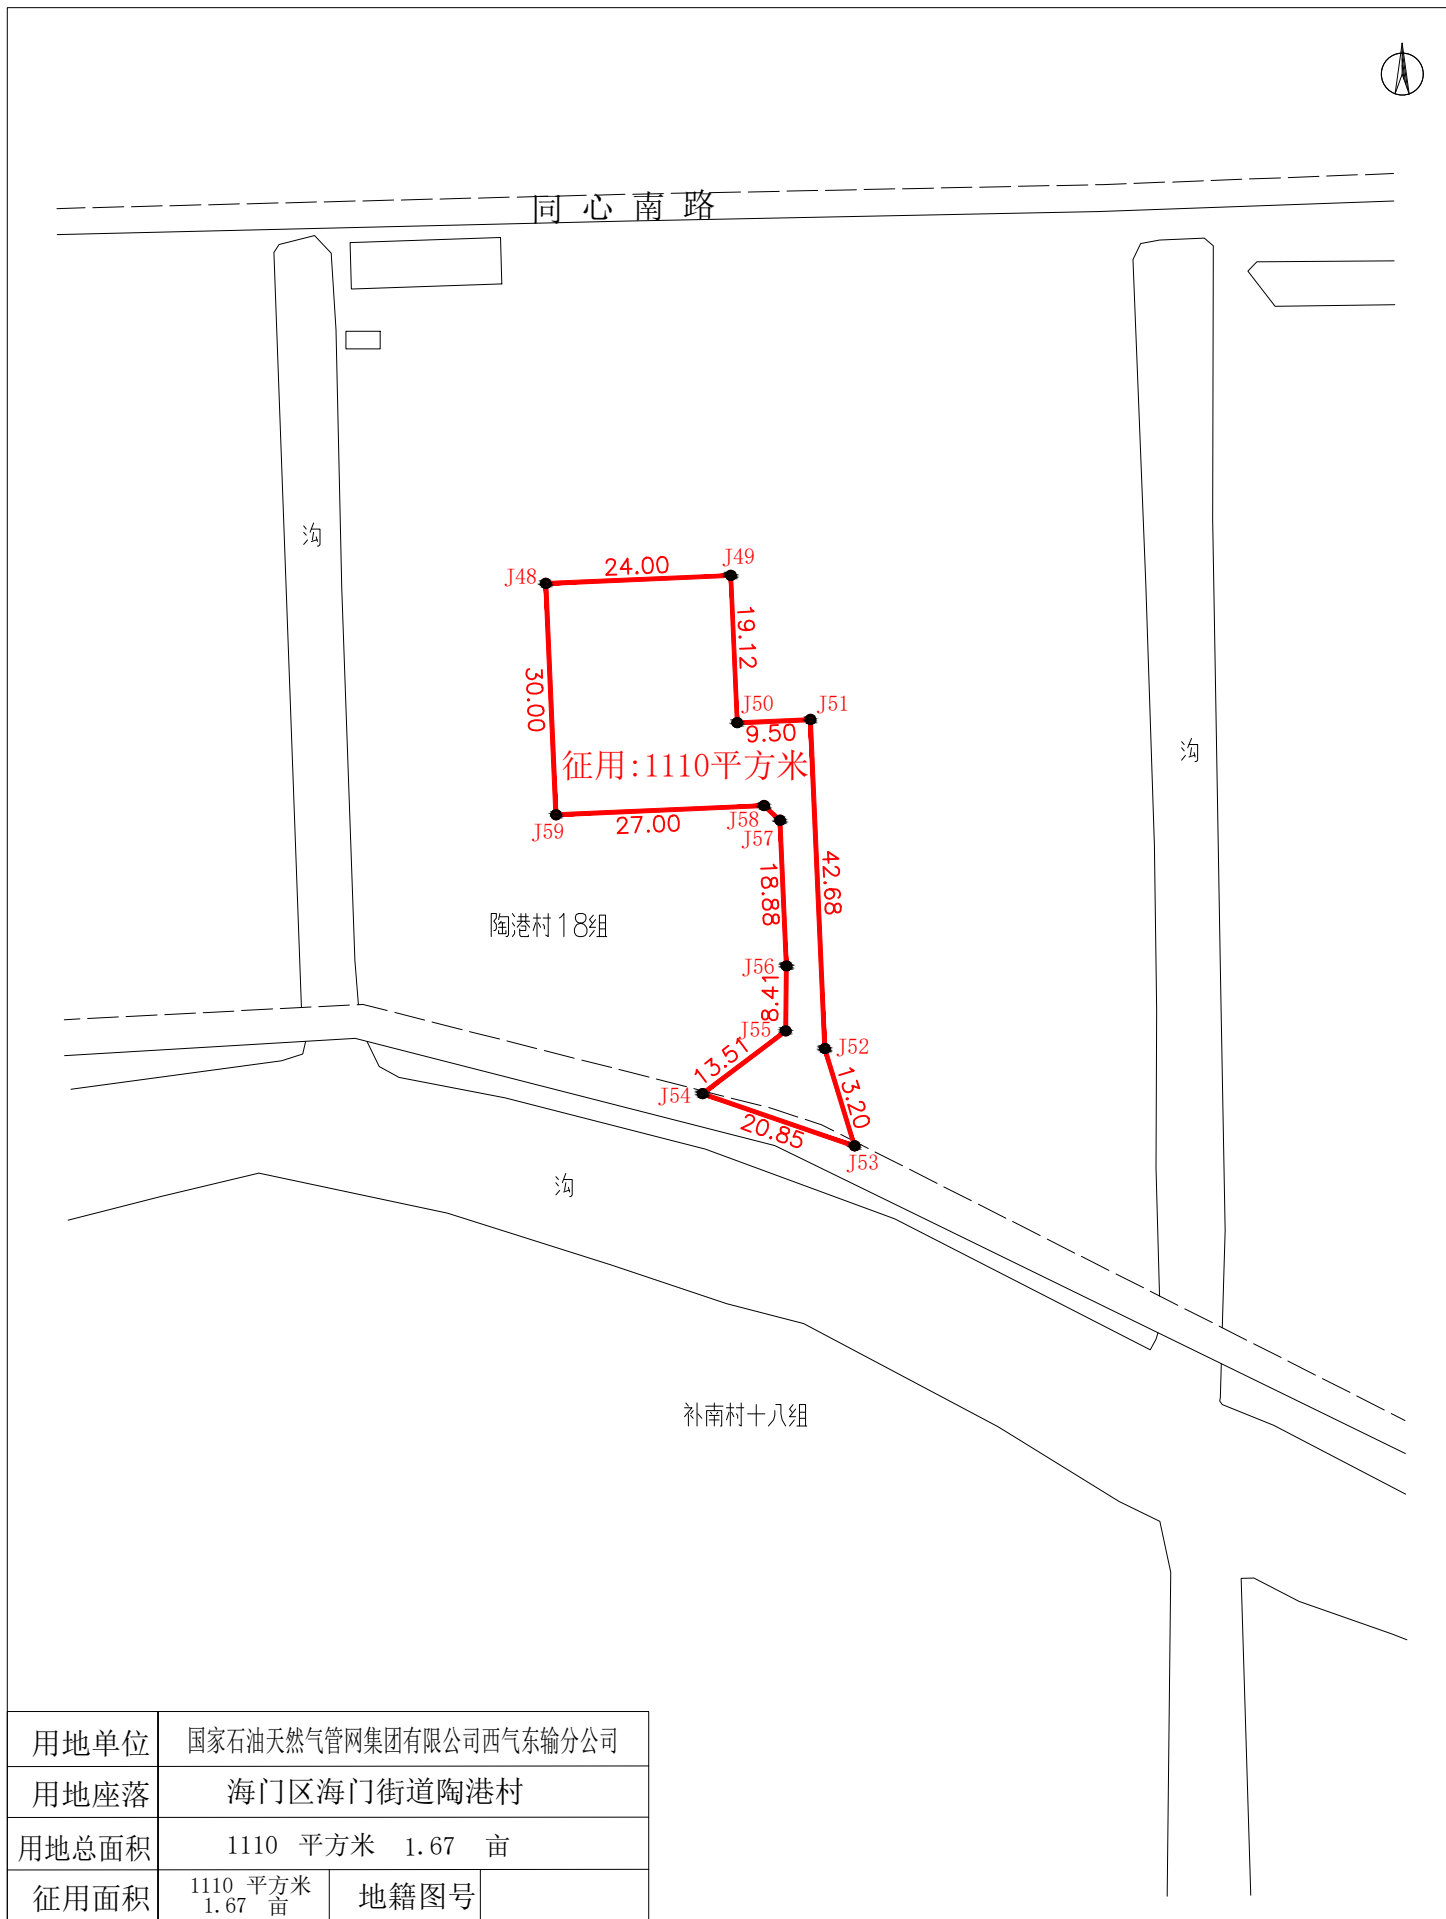 同心南路
沟
J48
24.00
J49
19.12
30.00
J50
J51
9.50
征用:1110平方米
沟
J59
27.00
J58
J57
18.88
42.68
陶港村18组
J56
8.41
J55
J52
13.51
13.20
J54
20.85
J53
沟
补南村十八组
用地单位 国家石油天然气管网集团有限公司西气东输分公司
用地座落 海门区海门街道陶港村
用地总面积 1110 平方米 1.67 亩
征用面积 1110 平方米 地籍图号
1.67 亩